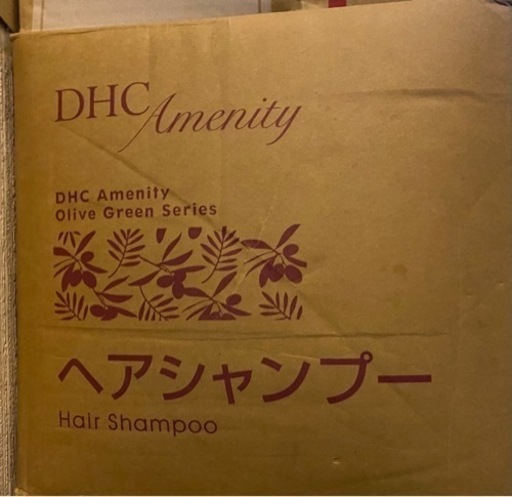 DHC Amenity
DHC Amenity
Olive Green Series
ヘアシャンプー
Hair Shampoo